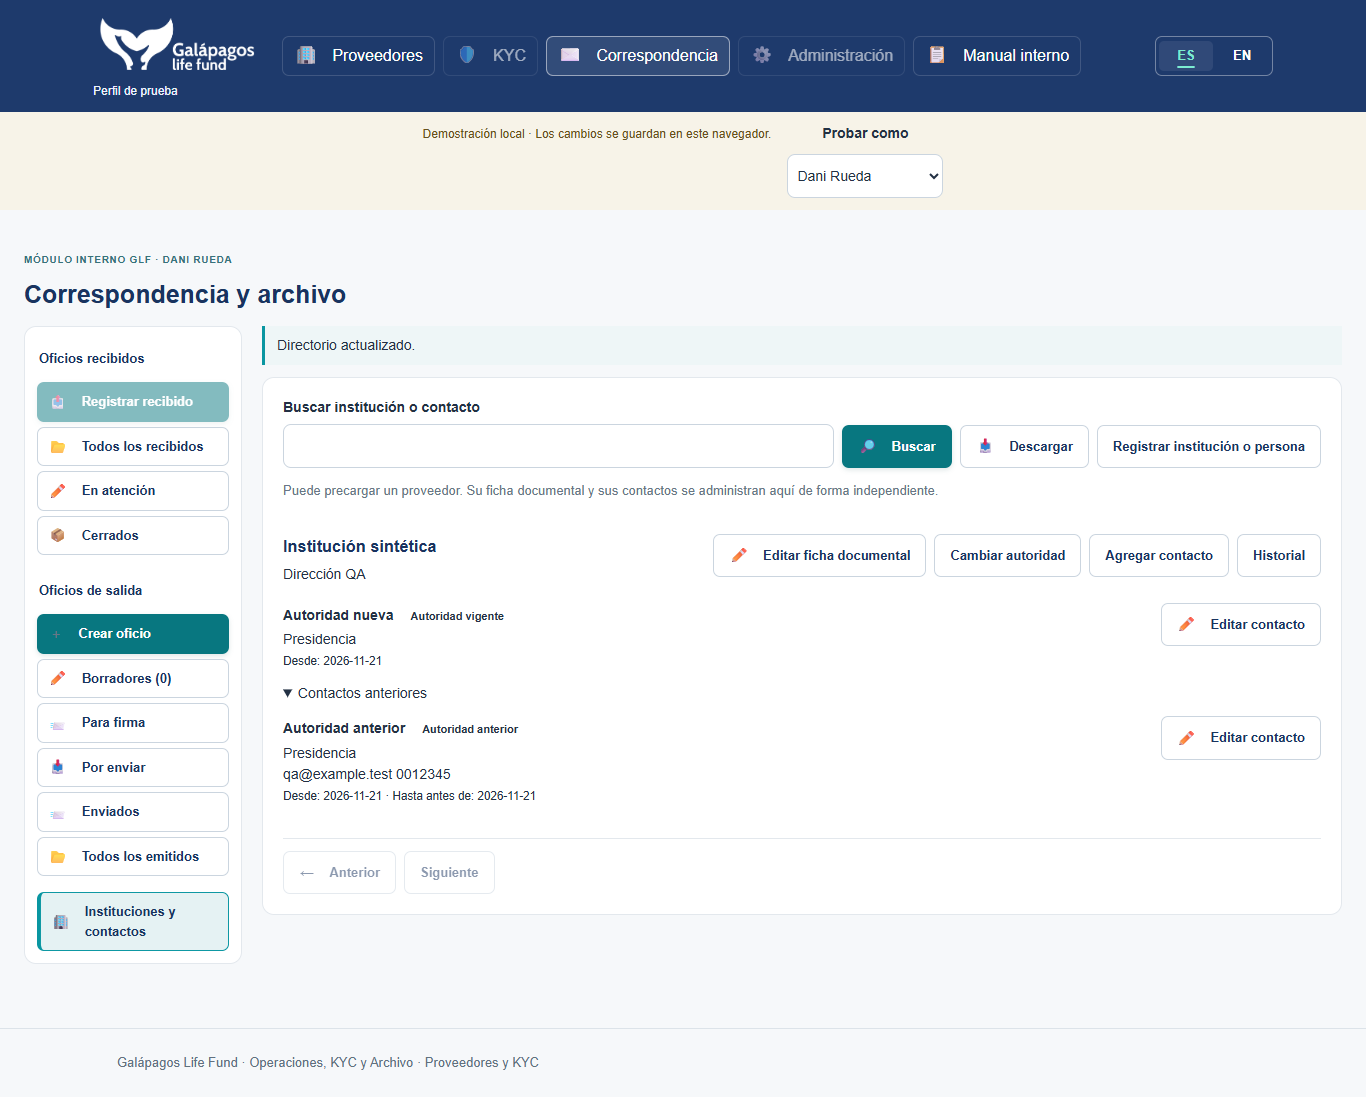 Galápagos
life fund
Perfil de prueba
Proveedores
KYC
Correspondencia
Administración
Manual interno
ES
EN
Demostración local · Los cambios se guardan en este navegador.
Probar como
Dani Rueda
MÓDULO INTERNO GLF · DANI RUEDA
Correspondencia y archivo
Oficios recibidos
Registrar recibido
Todos los recibidos
En atención
Cerrados
Oficios de salida
+ Crear oficio
Borradores (0)
Para firma
Por enviar
Enviados
Todos los emitidos
Instituciones y
contactos
Directorio actualizado.
Buscar institución o contacto
Buscar
Descargar
Registrar institución o persona
Puede precargar un proveedor. Su ficha documental y sus contactos se administran aquí de forma independiente.
Institución sintética
Dirección QA
Editar ficha documental
Cambiar autoridad
Agregar contacto
Historial
Autoridad nueva Autoridad vigente
Presidencia
Desde: 2026-11-21
Editar contacto
▼ Contactos anteriores
Autoridad anterior Autoridad anterior
Presidencia
qa@example.test 0012345
Desde: 2026-11-21 · Hasta antes de: 2026-11-21
Editar contacto
← Anterior
Siguiente
Galápagos Life Fund · Operaciones, KYC y Archivo · Proveedores y KYC